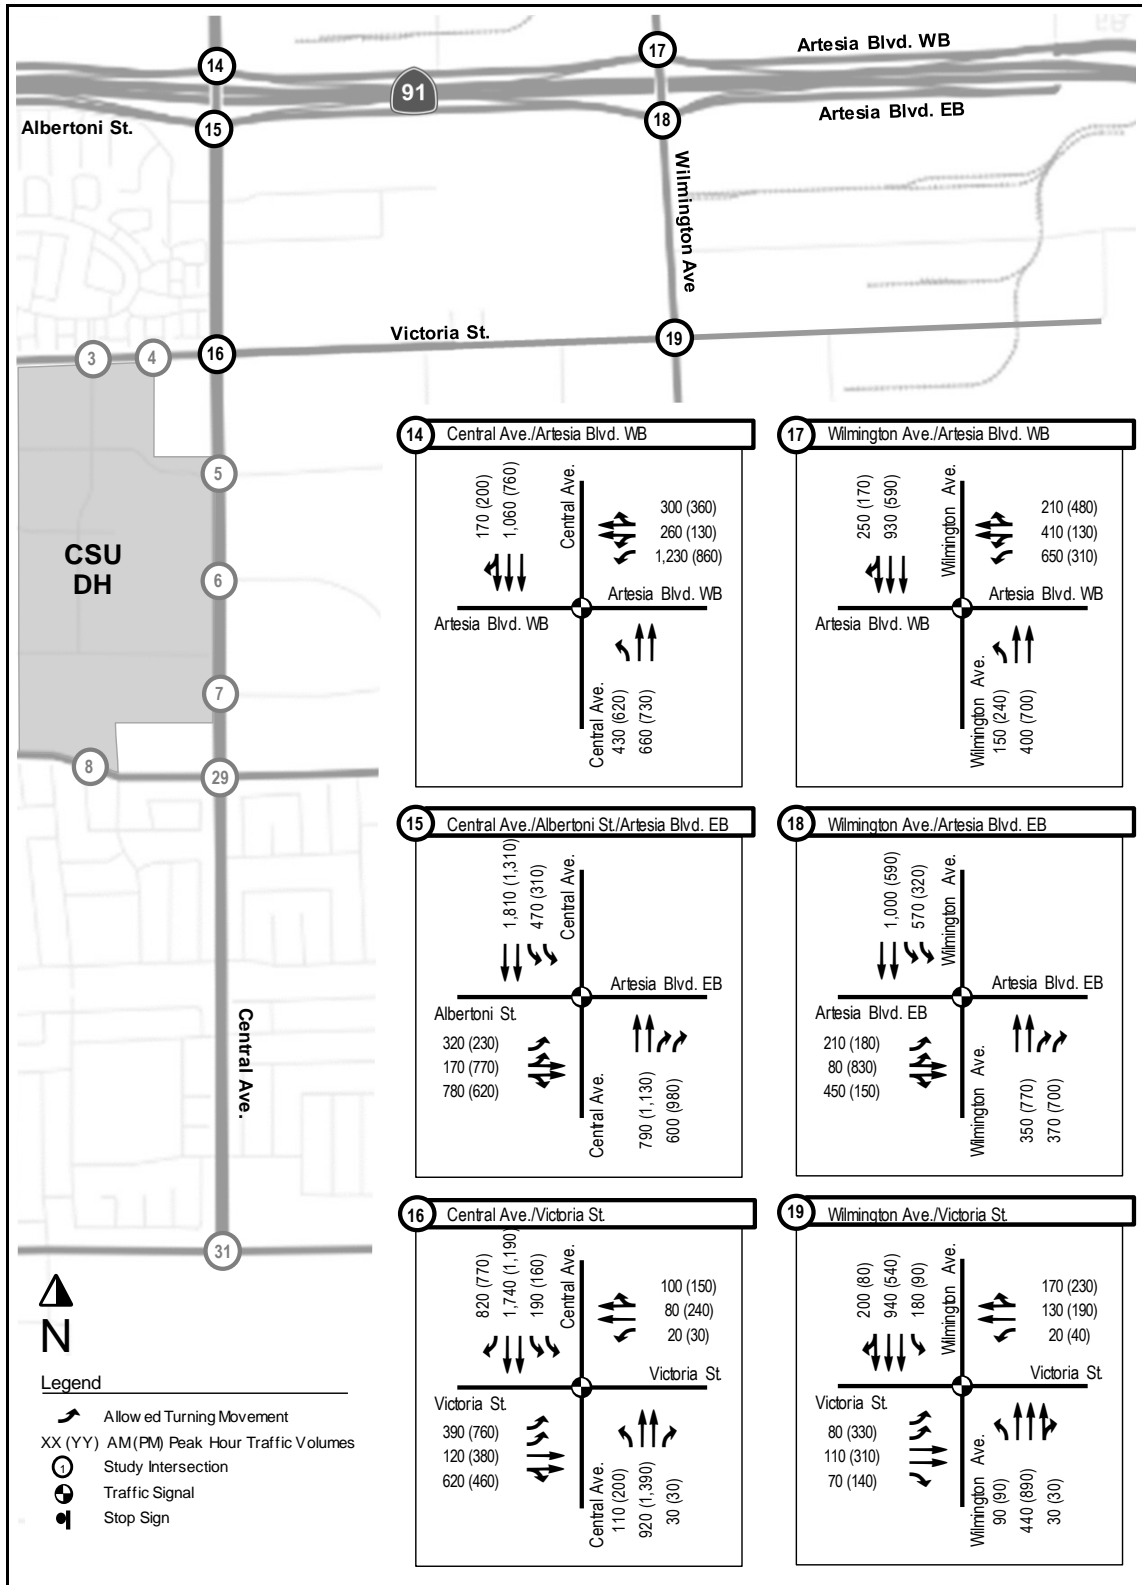 14
17
Artesia Blvd. WB
91
Albertoni St.
15
18
Artesia Blvd. EB
Wilmington Ave
Victoria St.
3
4
16
19
5
CSU
DH
6
7
8
29
Central Ave.
31
N
Legend
Allowed Turning Movement
XX (YY) AM(PM) Peak Hour Traffic Volumes
1 Study Intersection
Traffic Signal
Stop Sign
14 Central Ave./Artesia Blvd. WB
170 (200)
1,060 (760)
Central Ave.
300 (360)
260 (130)
1,230 (860)
Artesia Blvd. WB
Artesia Blvd. WB
Central Ave.
430 (620)
660 (730)
17 Wilmington Ave./Artesia Blvd. WB
250 (170)
930 (590)
Wilmington Ave.
210 (480)
410 (130)
650 (310)
Artesia Blvd. WB
Artesia Blvd. WB
Wilmington Ave.
150 (240)
400 (700)
15 Central Ave./Albertoni St./Artesia Blvd. EB
1,810 (1,310)
470 (310)
Central Ave.
Artesia Blvd. EB
Albertoni St.
320 (230)
170 (770)
780 (620)
Central Ave.
790 (1,130)
600 (980)
18 Wilmington Ave./Artesia Blvd. EB
1,000 (590)
570 (320)
Wilmington Ave.
Artesia Blvd. EB
Artesia Blvd. EB
210 (180)
80 (830)
450 (150)
Wilmington Ave.
350 (770)
370 (700)
16 Central Ave./Victoria St.
820 (770)
1,740 (1,190)
190 (160)
Central Ave.
100 (150)
80 (240)
20 (30)
Victoria St.
Victoria St.
390 (760)
120 (380)
620 (460)
Central Ave.
110 (200)
920 (1,390)
30 (30)
19 Wilmington Ave./Victoria St.
200 (80)
940 (540)
180 (90)
Wilmington Ave.
170 (230)
130 (190)
20 (40)
Victoria St.
Victoria St.
80 (330)
110 (310)
70 (140)
Wilmington Ave.
90 (90)
440 (890)
30 (30)